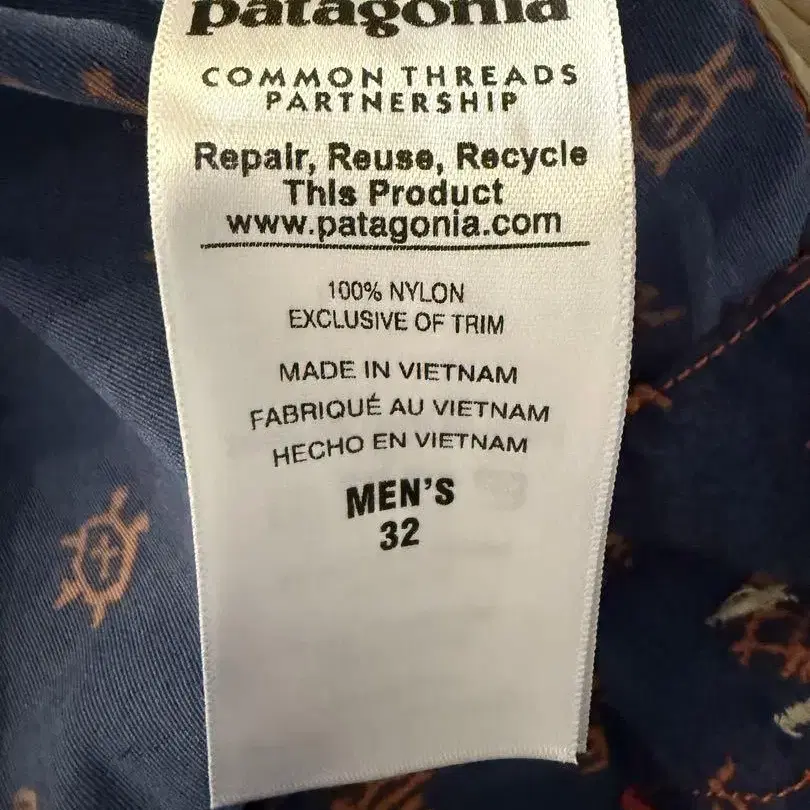 patagonia
COMMON THREADS
PARTNERSHIP
Repair, Reuse, Recycle
This Product
www.patagonia.com
100% NYLON
EXCLUSIVE OF TRIM
MADE IN VIETNAM
FABRIQUÉ AU VIETNAM
HECHO EN VIETNAM
MEN'S
32